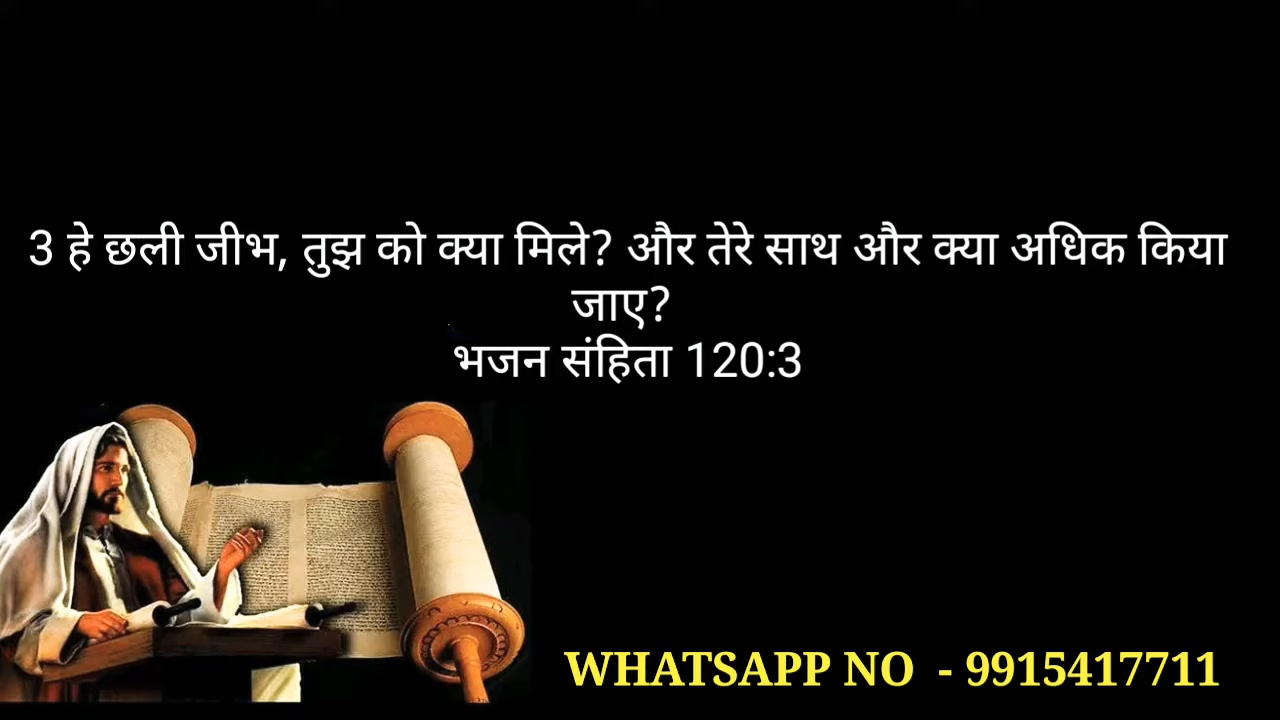 3 हे छली जीभ, तुझ को क्या मिले? और तेरे साथ और क्या अधिक किया
जाए?
भजन संहिता 120:3
WHATSAPP NO - 9915417711